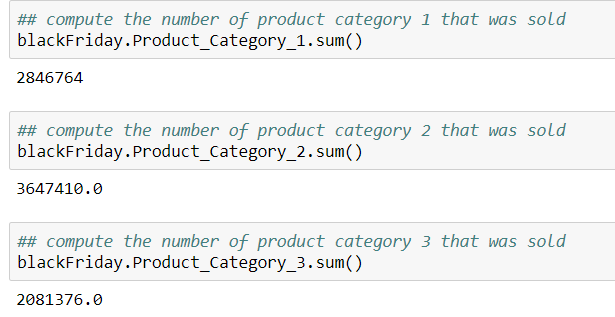 ## compute the number of product category 1 that was sold
blackFriday.Product_Category_1.sum()
2846764
## compute the number of product category 2 that was sold
blackFriday.Product_Category_2.sum()
3647410.0
## compute the number of product category 3 that was sold
blackFriday.Product_Category_3.sum()
2081376.0